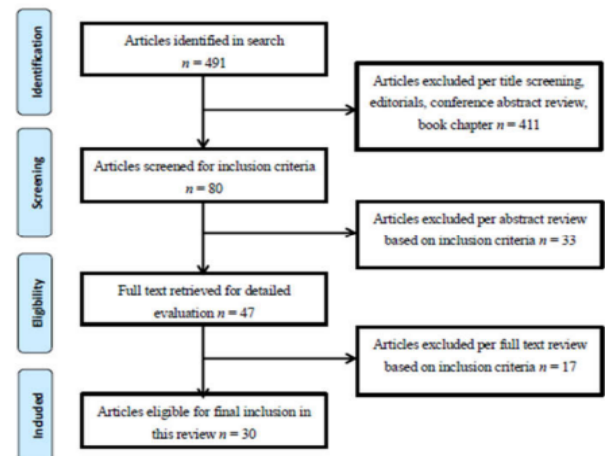 Identification
Articles identified in search
n = 491
Articles excluded per title screening,
editorials, conference abstract review,
book chapter n = 411
Screening
Articles screened for inclusion criteria
n = 80
Articles excluded per abstract review
based on inclusion criteria n = 33
Eligibility
Full text retrieved for detailed
evaluation n = 47
Articles excluded per full text review
based on inclusion criteria n = 17
Included
Articles eligible for final inclusion in
this review n = 30